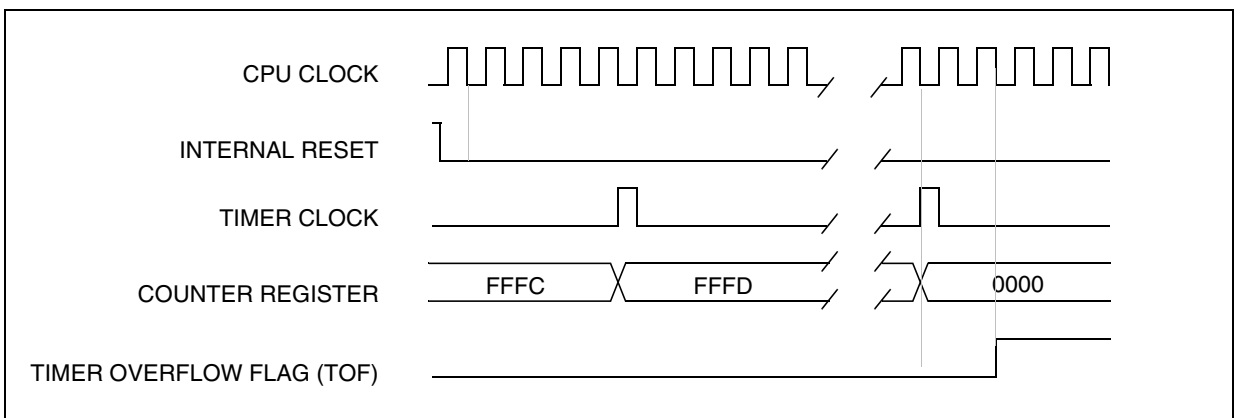 CPU CLOCK
INTERNAL RESET
TIMER CLOCK
COUNTER REGISTER FFFC FFFD 0000
TIMER OVERFLOW FLAG (TOF)